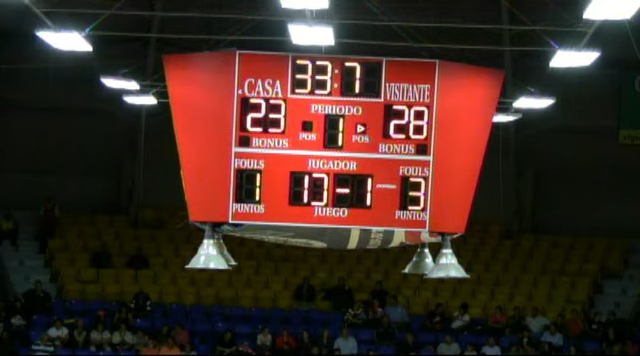 33:7
CASA VISITANTE
23 PERIODO 28
POS 1 POS
BONUS BONUS
FOULS JUGADOR FOULS
1 13-1 3
PUNTOS JUEGO PUNTOS